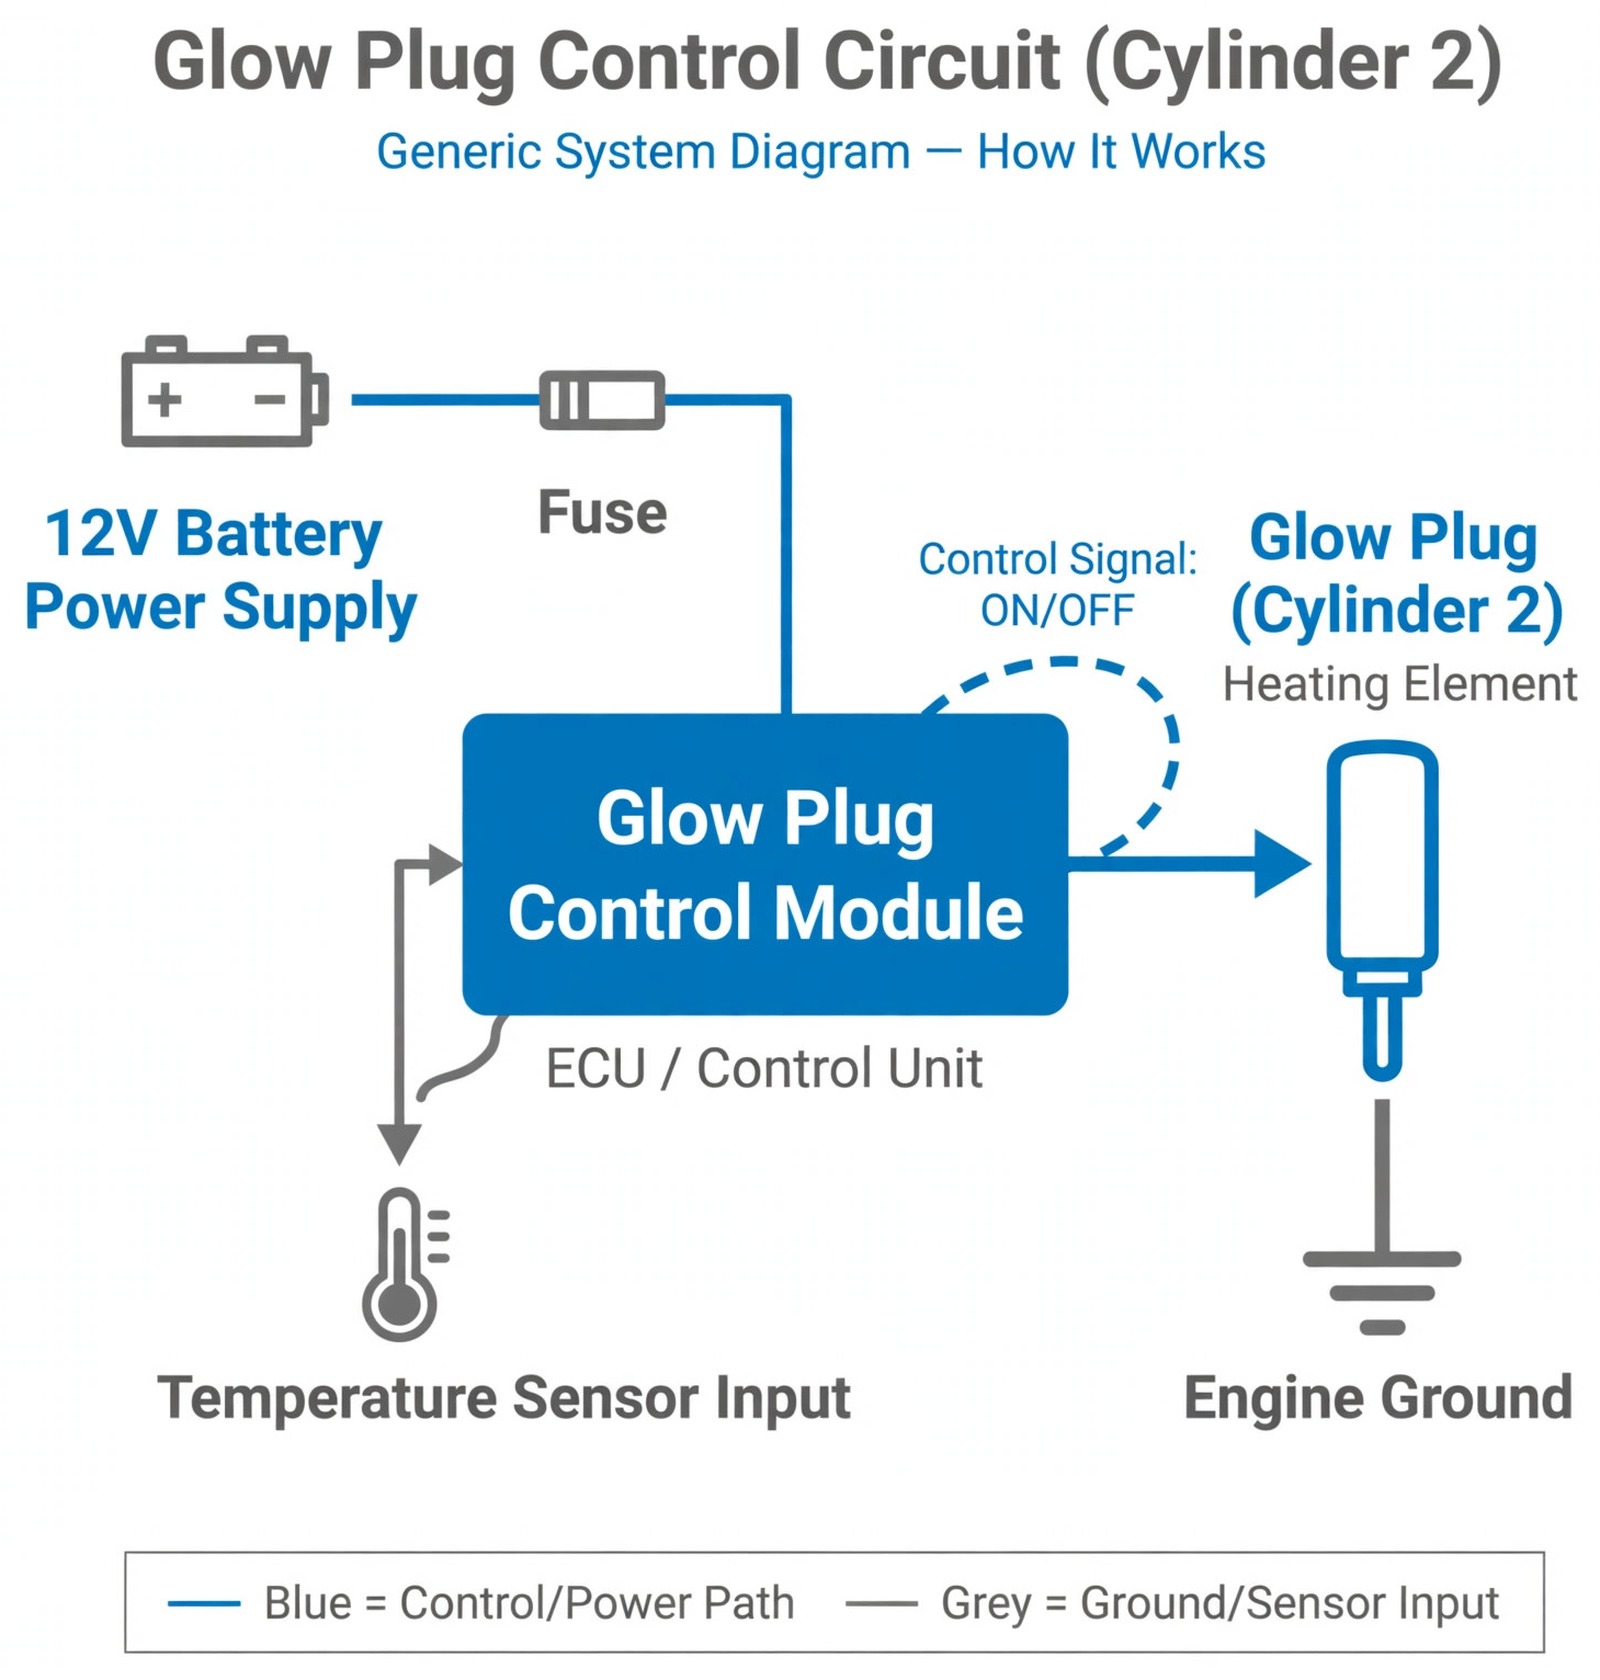 Glow Plug Control Circuit (Cylinder 2)
Generic System Diagram — How It Works
+ −
12V Battery
Power Supply
Fuse
Control Signal:
ON/OFF
Glow Plug
(Cylinder 2)
Heating Element
Glow Plug
Control Module
ECU / Control Unit
Temperature Sensor Input
Engine Ground
Blue = Control/Power Path
Grey = Ground/Sensor Input